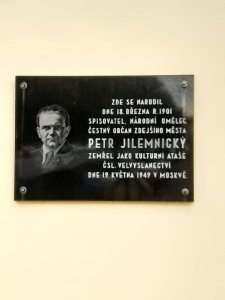 ZDE SE NARODIL
DNE 18. BŘEZNA R. 1901
SPISOVATEL, NÁRODNÍ UMĚLEC,
ČESTNÝ OBČAN ZDEJŠÍHO MĚSTA
PETR JILEMNICKÝ
ZEMŘEL JAKO KULTURNÍ ATAŠÉ
ČSL. VELVYSLANECTVÍ
DNE 19. KVĚTNA 1949 V MOSKVĚ.